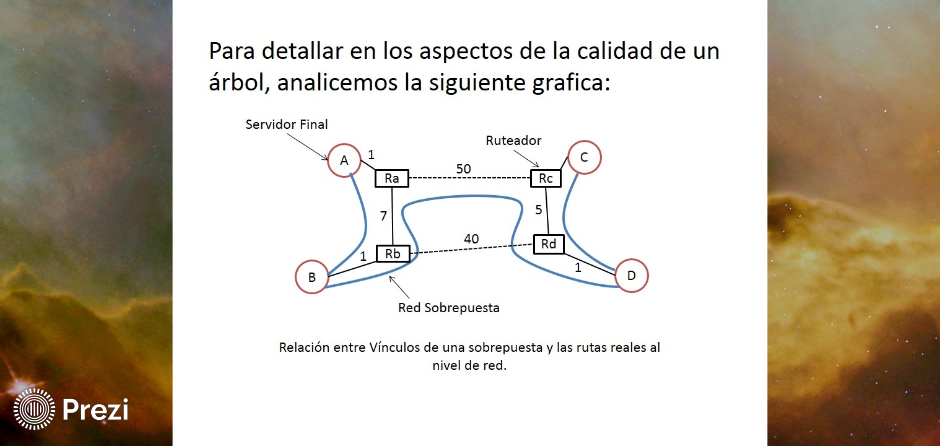 Para detallar en los aspectos de la calidad de un
árbol, analicemos la siguiente grafica:
Servidor Final
Ruteador
A
1
C
Ra
50
Rc
7
5
40
Rb
Rd
1
1
B
D
Red Sobrepuesta
Relación entre Vínculos de una sobrepuesta y las rutas reales al
nivel de red.
Prezi